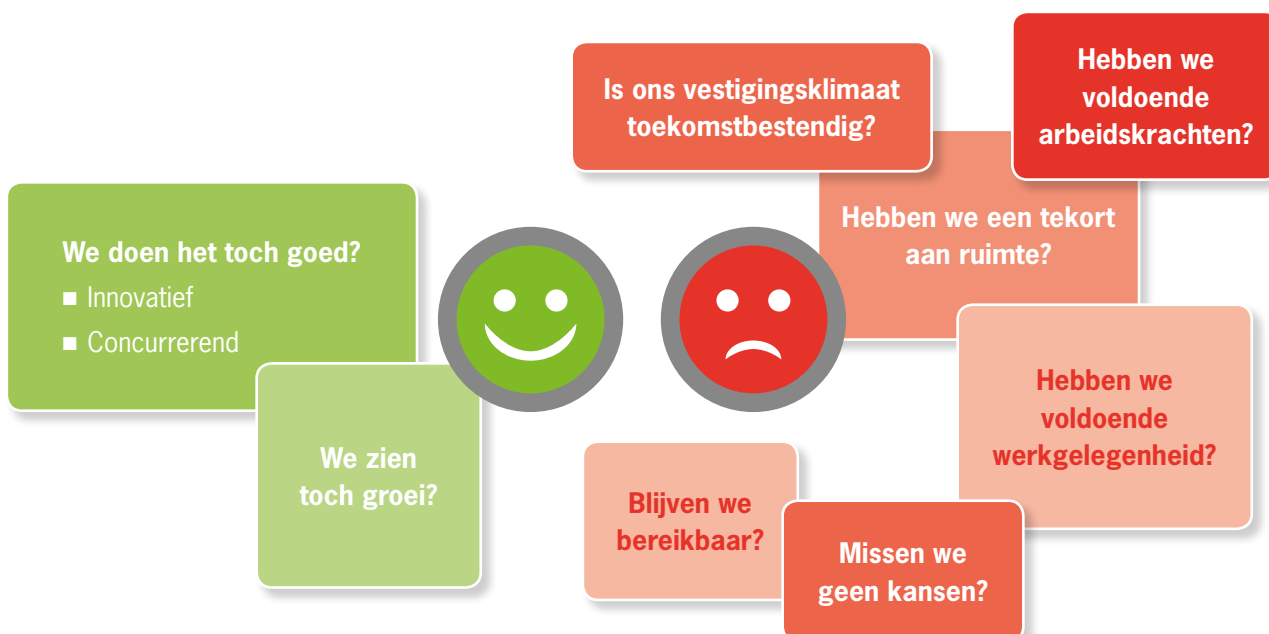 We doen het toch goed?
■ Innovatief
■ Concurrerend
We zien
toch groei?
Is ons vestigingsklimaat
toekomstbestendig?
Hebben we
voldoende
arbeidskrachten?
Hebben we een tekort
aan ruimte?
Hebben we
voldoende
werkgelegenheid?
Blijven we
bereikbaar?
Missen we
geen kansen?